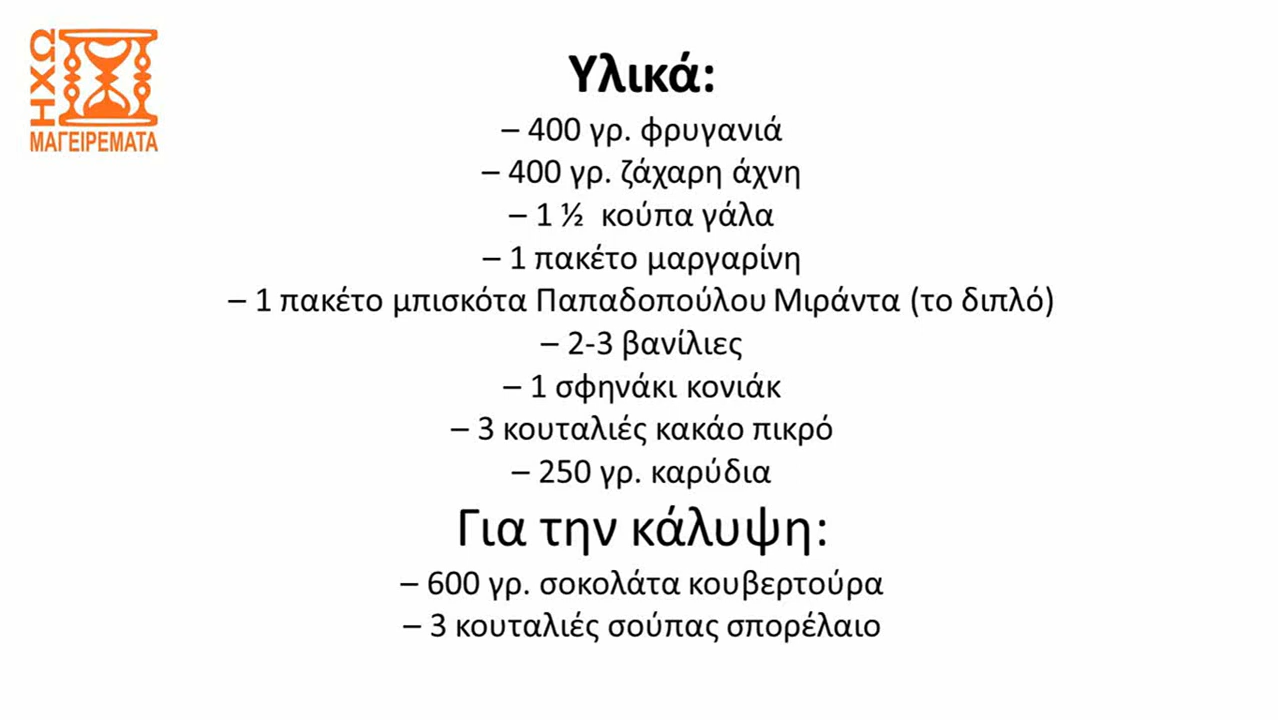 ΗΧΩ
ΜΑΓΕΙΡΕΜΑΤΑ
Υλικά:
– 400 γρ. φρυγανιά
– 400 γρ. ζάχαρη άχνη
– 1 ½ κούπα γάλα
– 1 πακέτο μαργαρίνη
– 1 πακέτο μπισκότα Παπαδοπούλου Μιράντα (το διπλό)
– 2-3 βανίλιες
– 1 σφηνάκι κονιάκ
– 3 κουταλιές κακάο πικρό
– 250 γρ. καρύδια
Για την κάλυψη:
– 600 γρ. σοκολάτα κουβερτούρα
– 3 κουταλιές σούπας σπορέλαιο